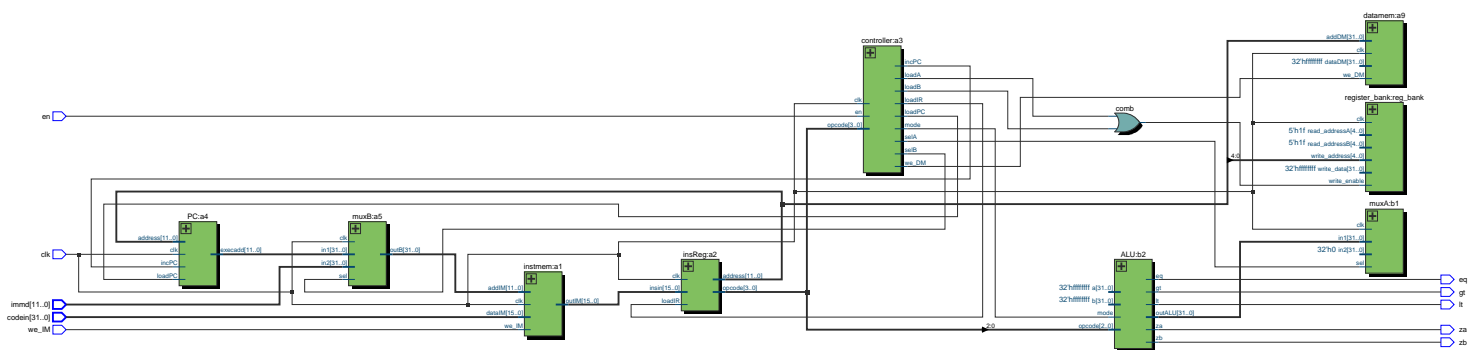 datamem:a9
addDM[31..0]
clk
32'hffffffff dataDM[31..0]
we_DM
controller:a3
clk
en
opcode[3..0]
incPC
loadA
loadB
loadIR
loadPC
mode
selA
selB
we_DM
comb
register_bank:reg_bank
clk
5'h1f read_addressA[4..0]
5'h1f read_addressB[4..0]
4:0
write_address[4..0]
32'hffffffff write_data[31..0]
write_enable
en
PC:a4
address[11..0]
clk
incPC
loadPC
execadd[11..0]
muxB:a5
clk
in1[31..0]
in2[31..0]
sel
outB[31..0]
muxA:b1
clk
in1[31..0]
32'h0 in2[31..0]
sel
clk
immd[11..0]
codein[31..0]
we_IM
instmem:a1
addIM[11..0]
clk
dataIM[15..0]
we_IM
outIM[15..0]
insReg:a2
clk
insin[15..0]
loadIR
address[11..0]
opcode[3..0]
2:0
ALU:b2
32'hffffffff a[31..0]
32'hffffffff b[31..0]
mode
opcode[2..0]
eq
gt
lt
outALU[31..0]
za
zb
eq
gt
lt
za
zb